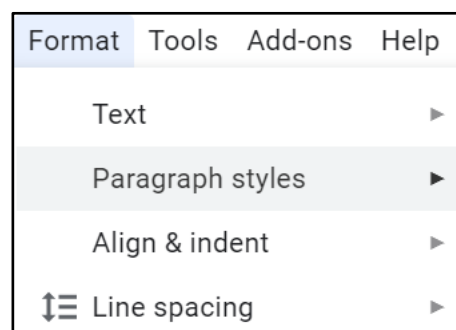 Format Tools Add-ons Help
Text
Paragraph styles
Align & indent
Line spacing